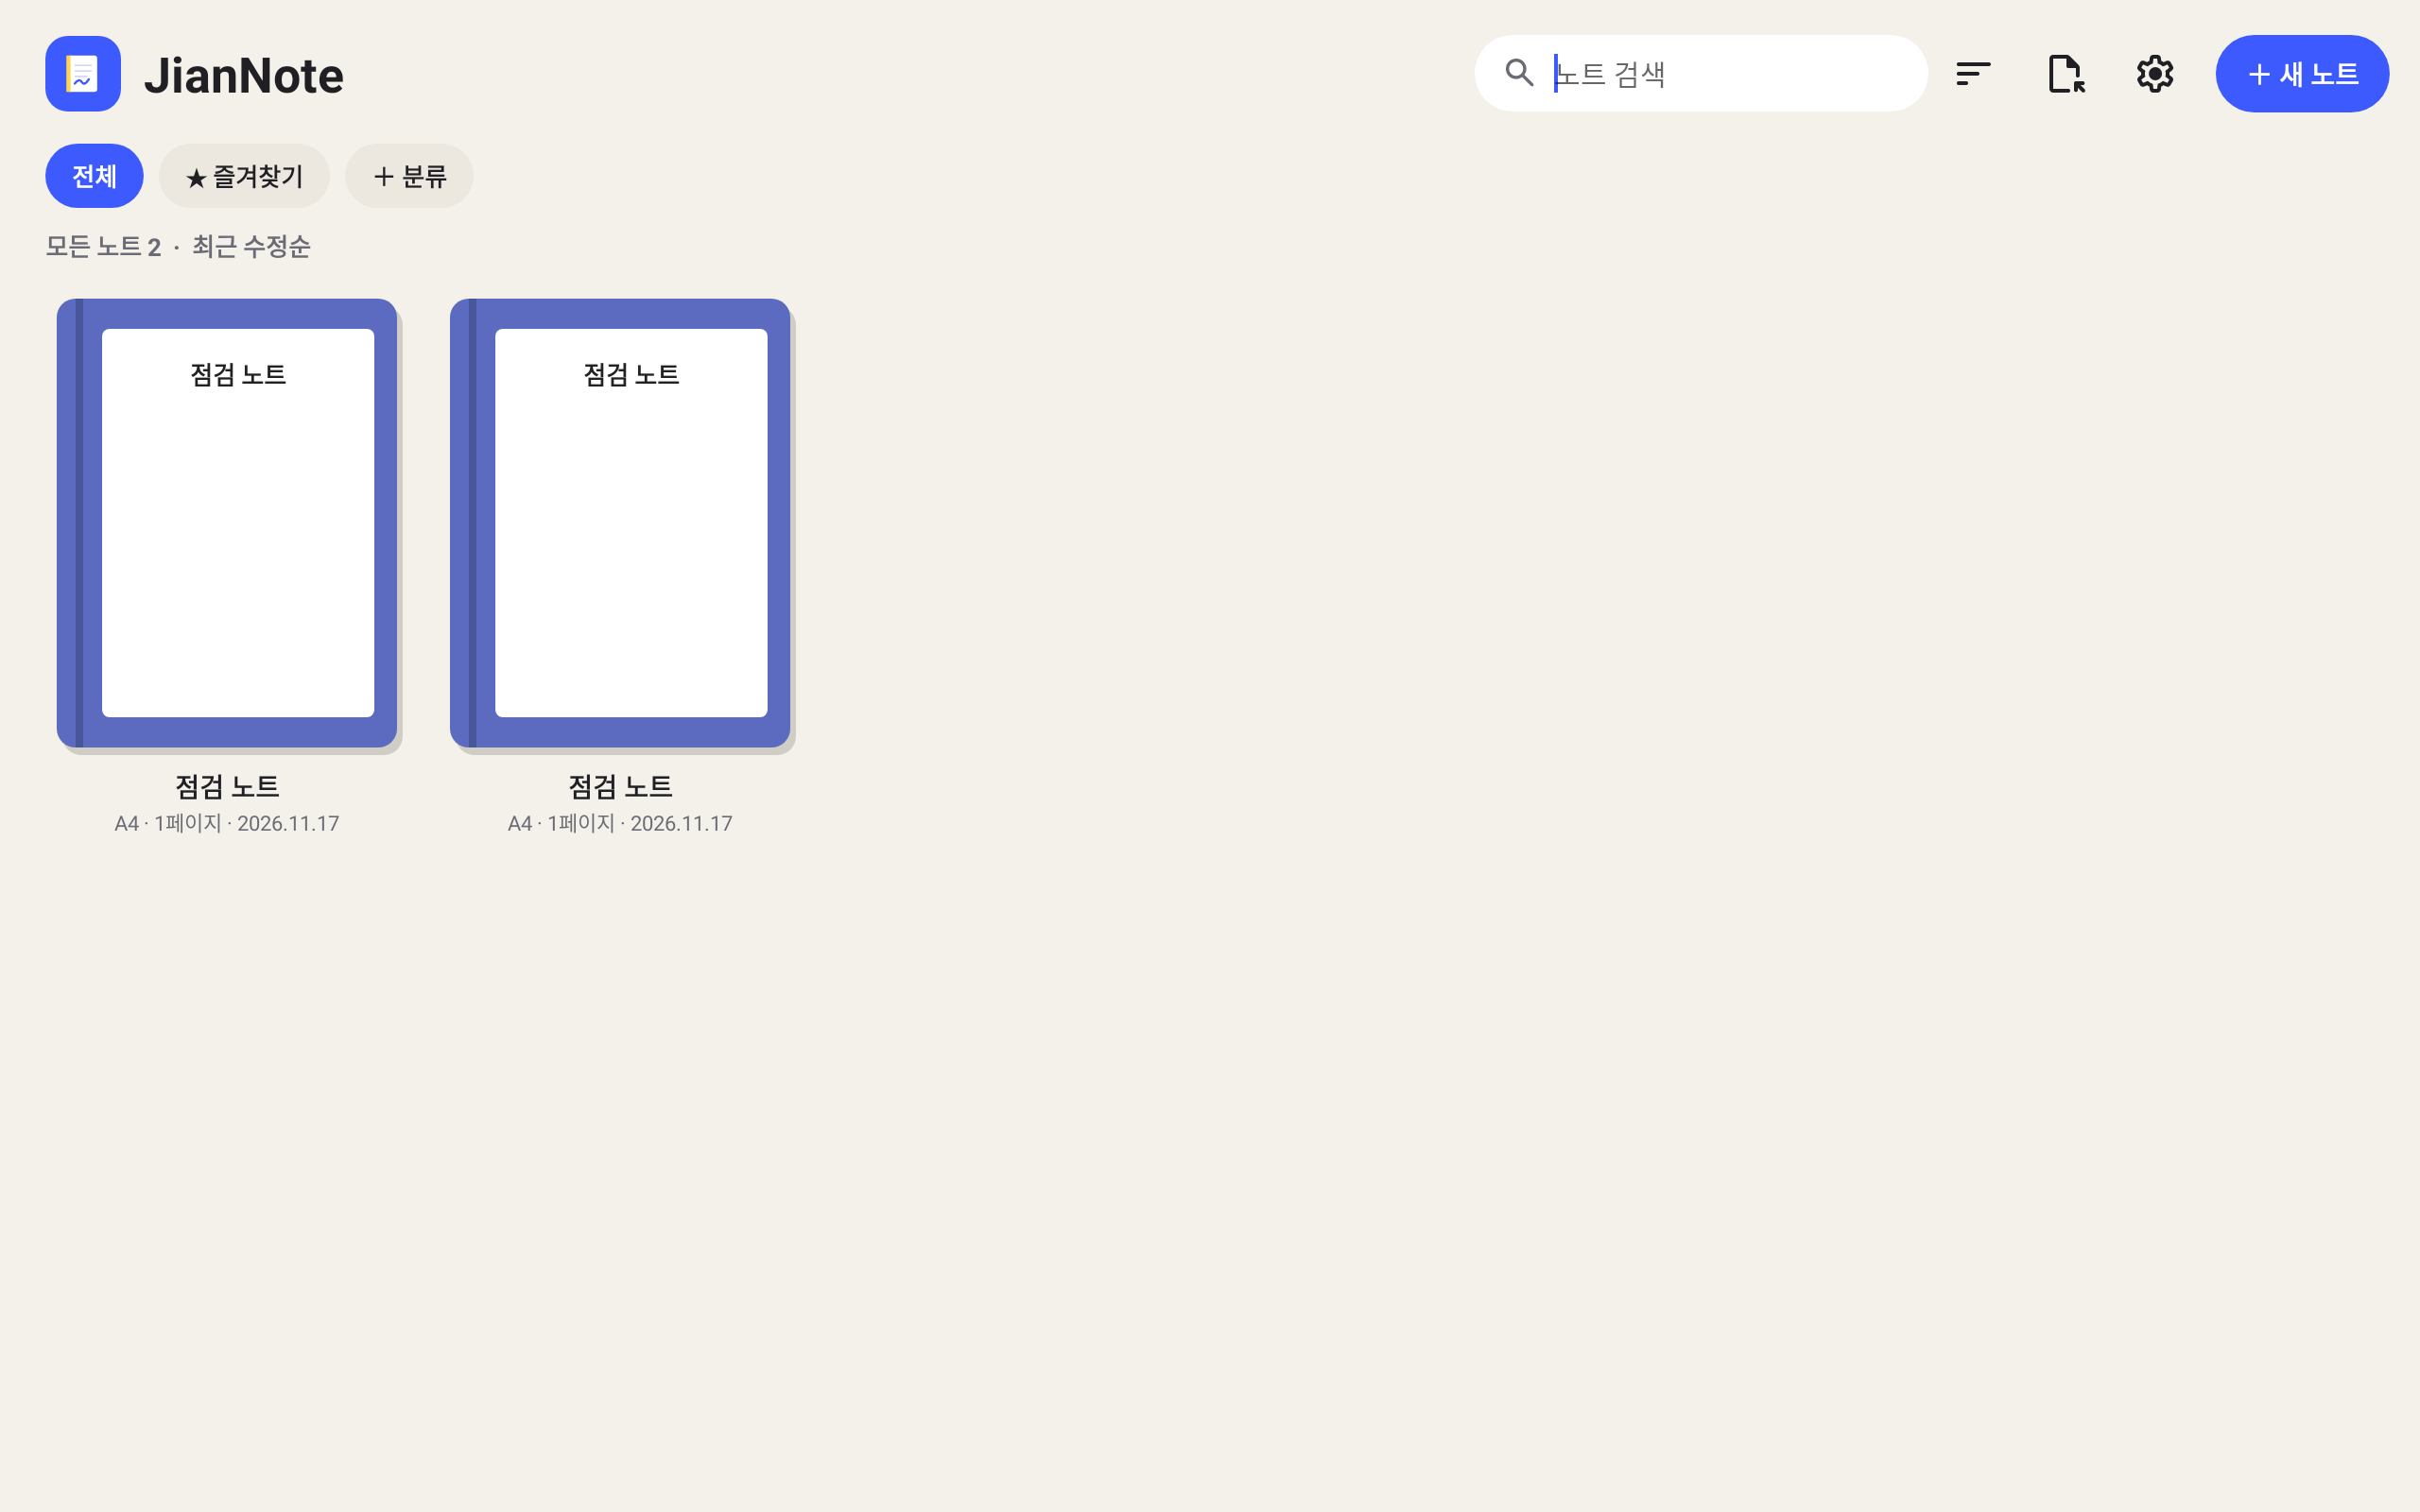 JianNote
노트 검색
+ 새 노트
전체
★ 즐겨찾기
+ 분류
모든 노트 2 · 최근 수정순
점검 노트
점검 노트
점검 노트
A4 · 1페이지 · 2026.11.17
점검 노트
A4 · 1페이지 · 2026.11.17